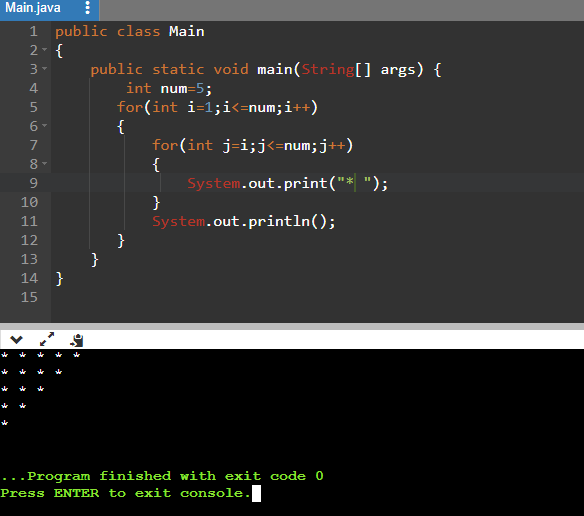 Main.java
1 public class Main
2 {
3 public static void main(String[] args) {
4 int num=5;
5 for(int i=1;i<=num;i++)
6 {
7 for(int j=i;j<=num;j++)
8 {
9 System.out.print("* ");
10 }
11 System.out.println();
12 }
13 }
14 }
15
* * * * *
* * * *
* * *
* *
*
...Program finished with exit code 0
Press ENTER to exit console.